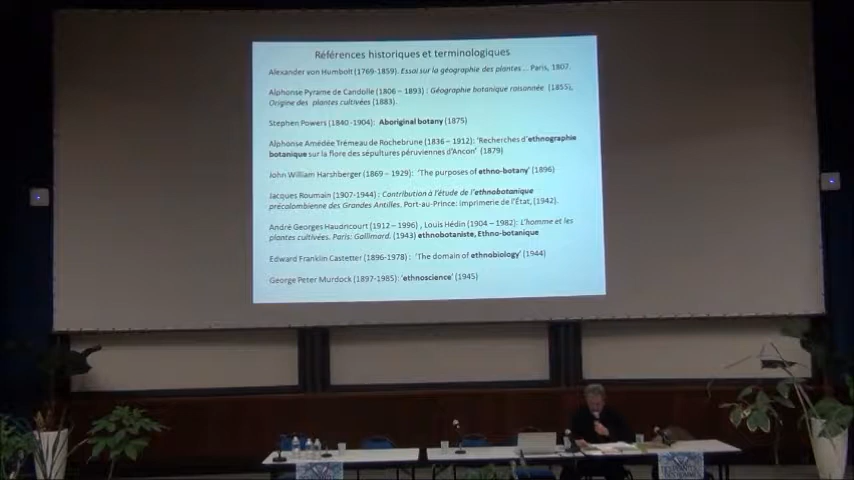 Références historiques et terminologiques
Alexander von Humbolt (1769-1859). Essai sur la géographie des plantes ... Paris, 1807.
Alphonse Pyrame de Candolle (1806 – 1893) : Géographie botanique raisonnée (1855),
Origine des plantes cultivées (1883).
Stephen Powers (1840 -1904): Aboriginal botany (1875)
Alphonse Amédée Trémeau de Rochebrune (1836 – 1912): 'Recherches d'ethnographie
botanique sur la flore des sépultures péruviennes d'Ancon' (1879)
John William Harshberger (1869 – 1929): 'The purposes of ethno-botany' (1896)
Jacques Roumain (1907-1944) : Contribution à l'étude de l'ethnobotanique
précolombienne des Grandes Antilles. Port-au-Prince: Imprimerie de l'État, (1942).
André Georges Haudricourt (1912 – 1996) , Louis Hédin (1904 – 1982): L'homme et les
plantes cultivées. Paris: Gallimard. (1943) ethnobotaniste, Ethno-botanique
Edward Franklin Castetter (1896-1978) : 'The domain of ethnobiology' (1944)
George Peter Murdock (1897-1985): 'ethnoscience' (1945)